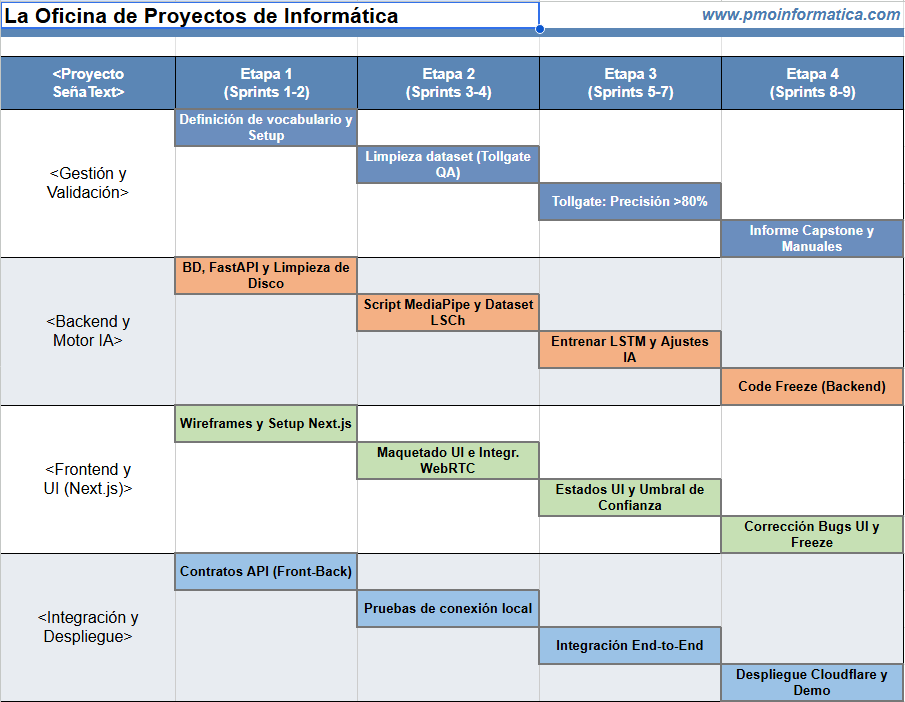 La Oficina de Proyectos de Informática
www.pmoinformatica.com
<Proyecto
SeñaText>
Etapa 1
(Sprints 1-2)
Etapa 2
(Sprints 3-4)
Etapa 3
(Sprints 5-7)
Etapa 4
(Sprints 8-9)
<Gestión y
Validación>
Definición de vocabulario y
Setup
Limpieza dataset (Tollgate
QA)
Tollgate: Precisión >80%
Informe Capstone y
Manuales
<Backend y
Motor IA>
BD, FastAPI y Limpieza de
Disco
Script MediaPipe y Dataset
LSCh
Entrenar LSTM y Ajustes
IA
Code Freeze (Backend)
<Frontend y
UI (Next.js)>
Wireframes y Setup Next.js
Maquetado UI e Integr.
WebRTC
Estados UI y Umbral de
Confianza
Corrección Bugs UI y
Freeze
<Integración y
Despliegue>
Contratos API (Front-Back)
Pruebas de conexión local
Integración End-to-End
Despliegue Cloudflare y
Demo